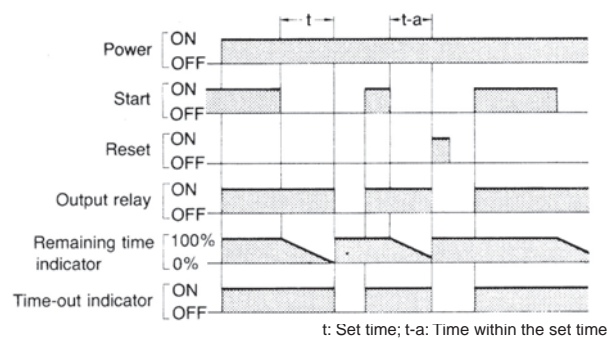 t
t-a
Power
ON
OFF
Start
ON
OFF
Reset
ON
OFF
Output relay
ON
OFF
Remaining time
indicator
100%
0%
Time-out indicator
ON
OFF
t: Set time; t-a: Time within the set time